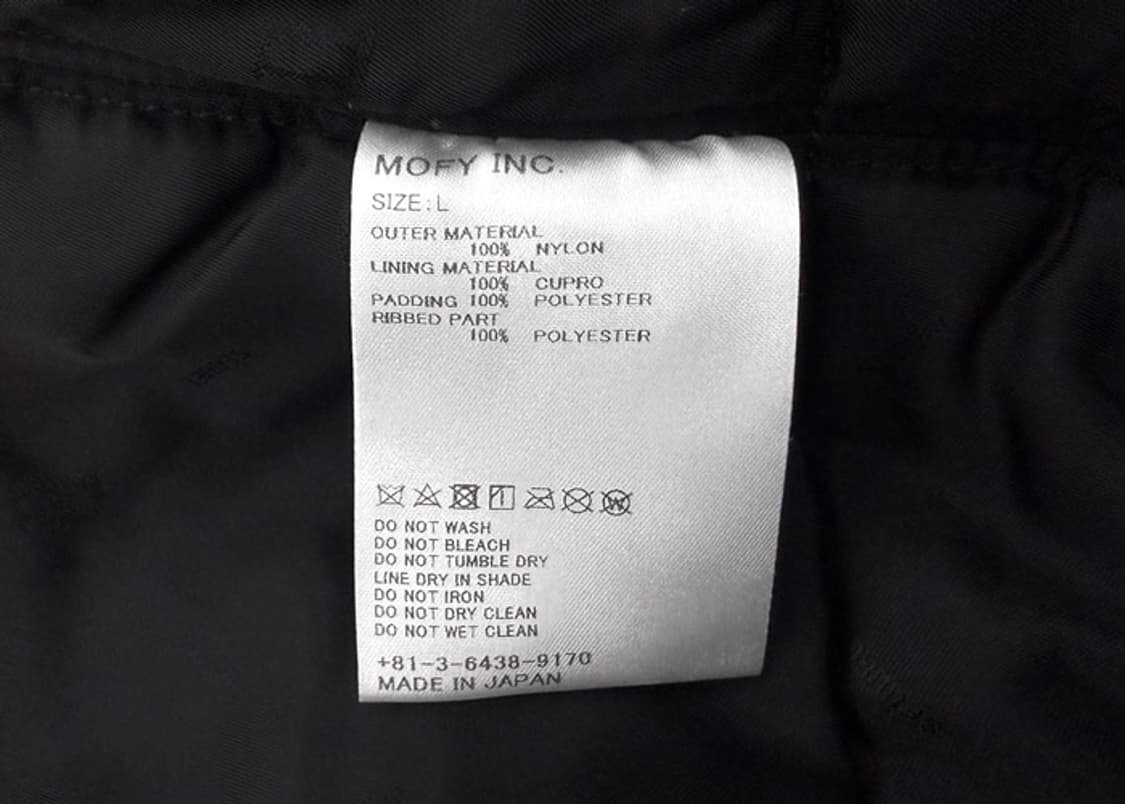 MOFY INC.
SIZE:L
OUTER MATERIAL
100% NYLON
LINING MATERIAL
100% CUPRO
PADDING 100% POLYESTER
RIBBED PART
100% POLYESTER
W
DO NOT WASH
DO NOT BLEACH
DO NOT TUMBLE DRY
LINE DRY IN SHADE
DO NOT IRON
DO NOT DRY CLEAN
DO NOT WET CLEAN
+81-3-6438-9170
MADE IN JAPAN